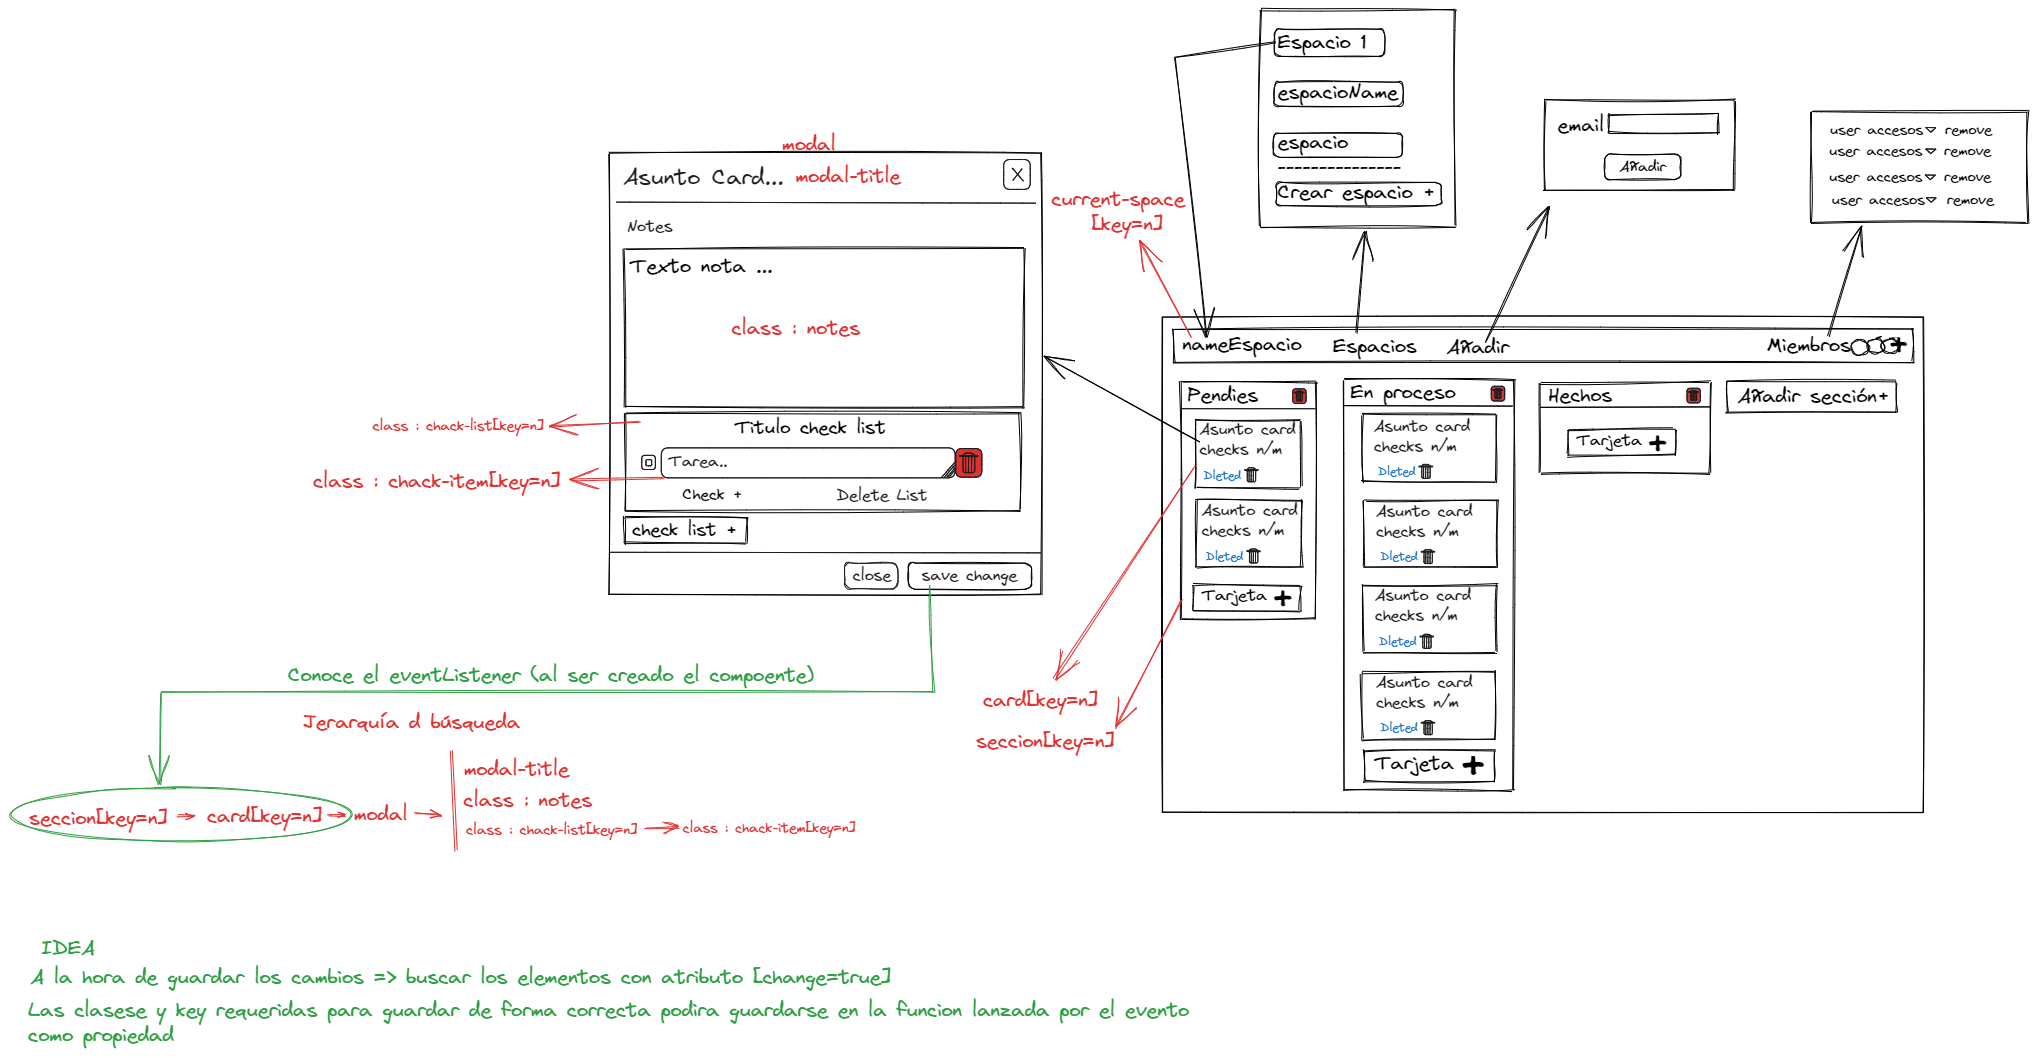 Espacio 1
espacioName
espacio
Crear espacio +
email
Añadir
user accesos remove
user accesos remove
user accesos remove
user accesos remove
modal
Asunto Card... modal-title X
Notes
Texto nota ...
class : notes
class : chack-list[key=n]
Titulo check list
class : chack-item[key=n]
Tarea..
Check + Delete List
check list +
close save change
current-space
[key=n]
nameEspacio Espacios Añadir Miembros +
Pendies
Asunto card
checks n/m
Dleted
Asunto card
checks n/m
Dleted
Tarjeta +
En proceso
Asunto card
checks n/m
Dleted
Asunto card
checks n/m
Dleted
Asunto card
checks n/m
Dleted
Asunto card
checks n/m
Dleted
Tarjeta +
Hechos
Tarjeta +
Añadir sección+
card[key=n]
seccion[key=n]
Conoce el eventListener (al ser creado el compoente)
Jerarquía d búsqueda
seccion[key=n] card[key=n] modal
modal-title
class : notes
class : chack-list[key=n] class : chack-item[key=n]
IDEA
A la hora de guardar los cambios => buscar los elementos con atributo [change=true]
Las clasese y key requeridas para guardar de forma correcta podira guardarse en la funcion lanzada por el evento
como propiedad